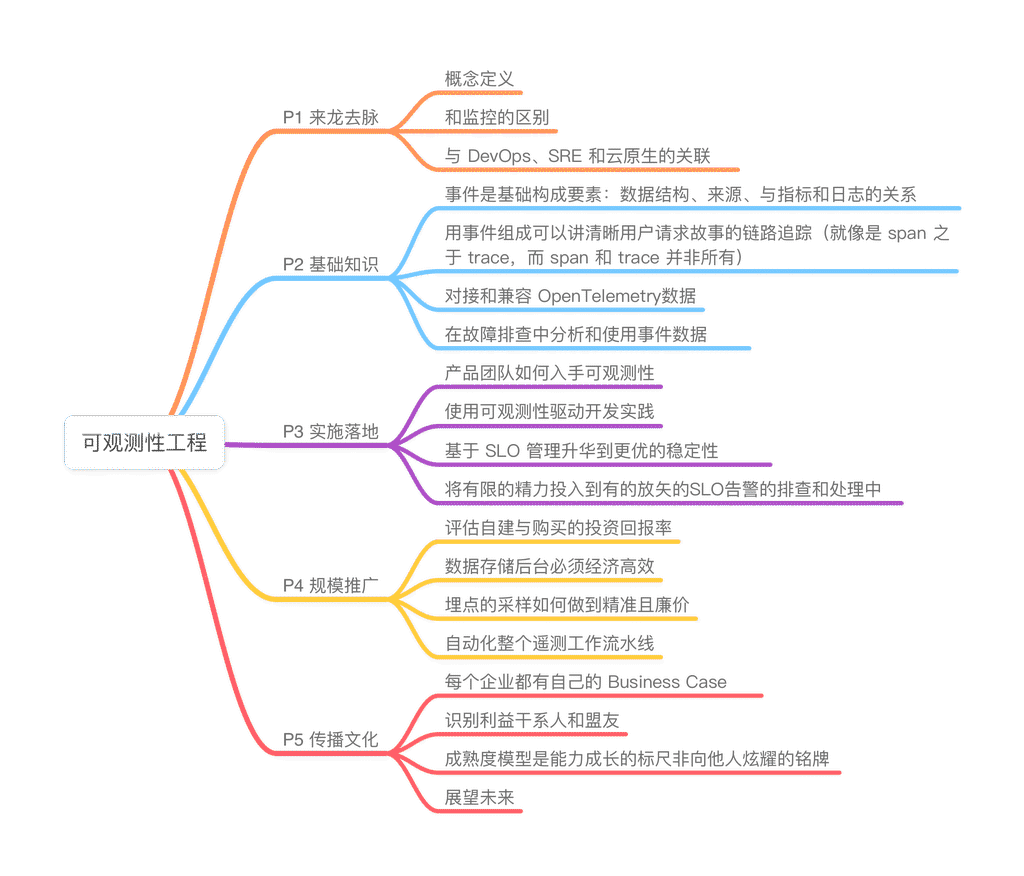 可观测性工程
P1 来龙去脉
概念定义
和监控的区别
与 DevOps、SRE 和云原生的关联
P2 基础知识
事件是基础构成要素：数据结构、来源、与指标和日志的关系
用事件组成可以讲清晰用户请求故事的链路追踪（就像是 span 之
于 trace，而 span 和 trace 并非所有）
对接和兼容 OpenTelemetry数据
在故障排查中分析和使用事件数据
P3 实施落地
产品团队如何入手可观测性
使用可观测性驱动开发实践
基于 SLO 管理升华到更优的稳定性
将有限的精力投入到有的放矢的SLO告警的排查和处理中
P4 规模推广
评估自建与购买的投资回报率
数据存储后台必须经济高效
埋点的采样如何做到精准且廉价
自动化整个遥测工作流水线
P5 传播文化
每个企业都有自己的 Business Case
识别利益干系人和盟友
成熟度模型是能力成长的标尺非向他人炫耀的铭牌
展望未来